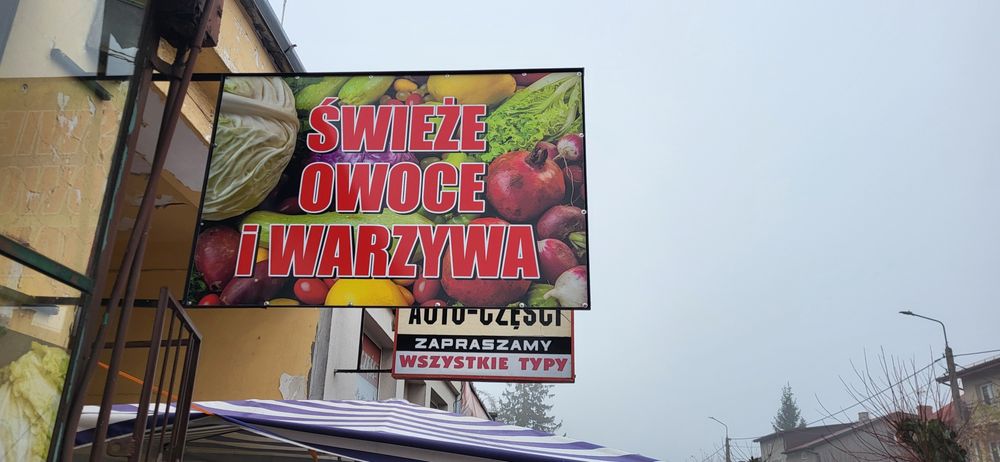 ŚWIEŻE
OWOCE
i WARZYWA
AUTO-CZĘŚCI
ZAPRASZAMY
WSZYSTKIE TYPY